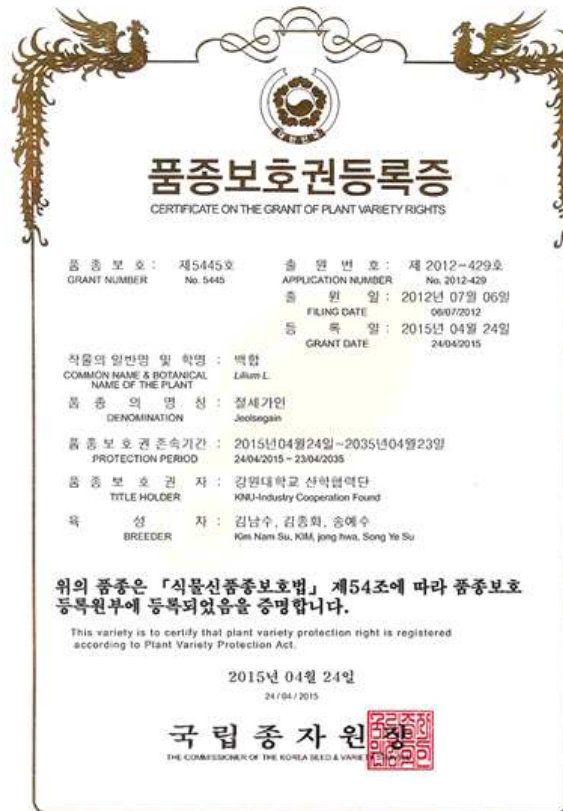 대한민국
품종보호권등록증
CERTIFICATE ON THE GRANT OF PLANT VARIETY RIGHTS
품 종 보 호 : 제5445호
GRANT NUMBER No. 5445
출 원 번 호 : 제 2012-429호
APPLICATION NUMBER No. 2012-429
출 원 일 : 2012년 07월 06일
FILING DATE 06/07/2012
등 록 일 : 2015년 04월 24일
GRANT DATE 24/04/2015
작물의 일반명 및 학명 : 백합
COMMON NAME & BOTANICAL Lilium L.
NAME OF THE PLANT
품 종 의 명 칭 : 절세가인
DENOMINATION Jeolsegain
품 종 보 호 권 존속기간 : 2015년04월24일~2035년04월23일
PROTECTION PERIOD 24/04/2015 ~ 23/04/2035
품 종 보 호 권 자 : 강원대학교 산학협력단
TITLE HOLDER KNU-Industry Cooperation Found
육 성 자 : 김남수, 김종화, 송예수
BREEDER Kim Nam Su, KIM, jong hwa, Song Ye Su
위의 품종은 「식물신품종보호법」 제54조에 따라 품종보호
등록원부에 등록되었음을 증명합니다.
This variety is to certify that plant variety protection right is registered
according to Plant Variety Protection Act.
2015년 04월 24일
24 / 04 / 2015
국 립 종 자 원 장
THE COMMISSIONER OF THE KOREA SEED & VARIETY